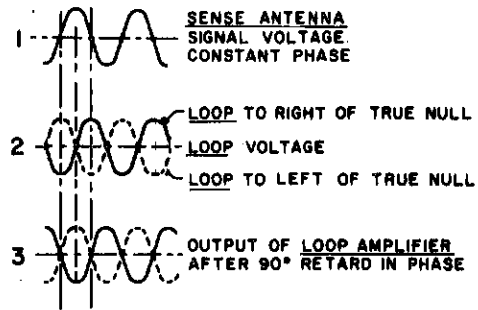 1
SENSE ANTENNA
SIGNAL VOLTAGE.
CONSTANT PHASE
2
LOOP TO RIGHT OF TRUE NULL
LOOP VOLTAGE
LOOP TO LEFT OF TRUE NULL
3
OUTPUT OF LOOP AMPLIFIER
AFTER 90° RETARD IN PHASE